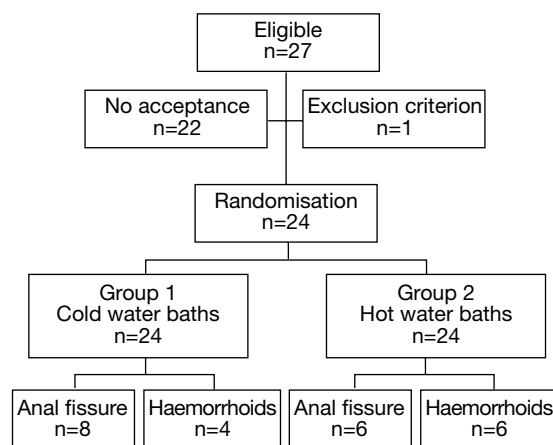 Eligible
n=27
No acceptance
n=22
Exclusion criterion
n=1
Randomisation
n=24
Group 1
Cold water baths
n=24
Group 2
Hot water baths
n=24
Anal fissure
n=8
Haemorrhoids
n=4
Anal fissure
n=6
Haemorrhoids
n=6